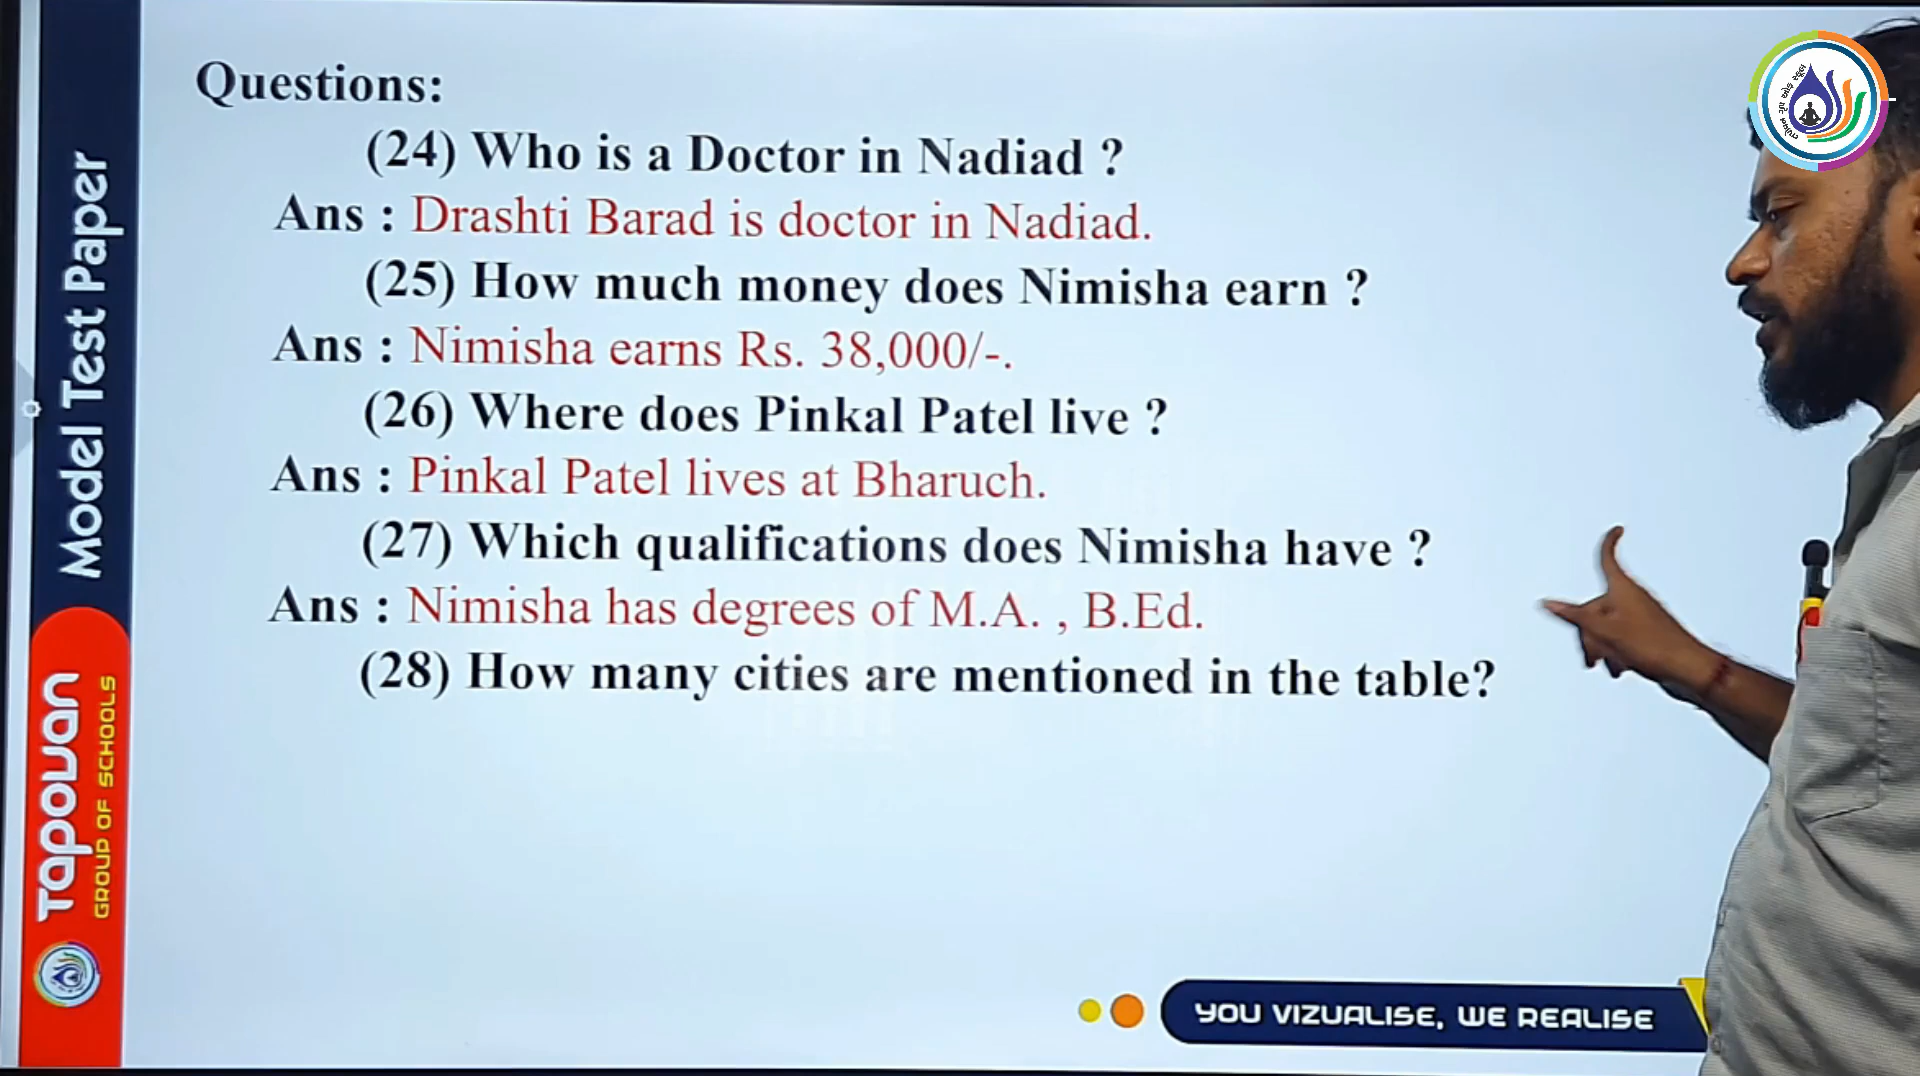 Questions:
(24) Who is a Doctor in Nadiad ?
Ans : Drashti Barad is doctor in Nadiad.
(25) How much money does Nimisha earn ?
Ans : Nimisha earns Rs. 38,000/-.
(26) Where does Pinkal Patel live ?
Ans : Pinkal Patel lives at Bharuch.
(27) Which qualifications does Nimisha have ?
Ans : Nimisha has degrees of M.A. , B.Ed.
(28) How many cities are mentioned in the table?
Model Test Paper
Tapovan
GROUP OF SCHOOLS
YOU VIZUALISE, WE REALISE